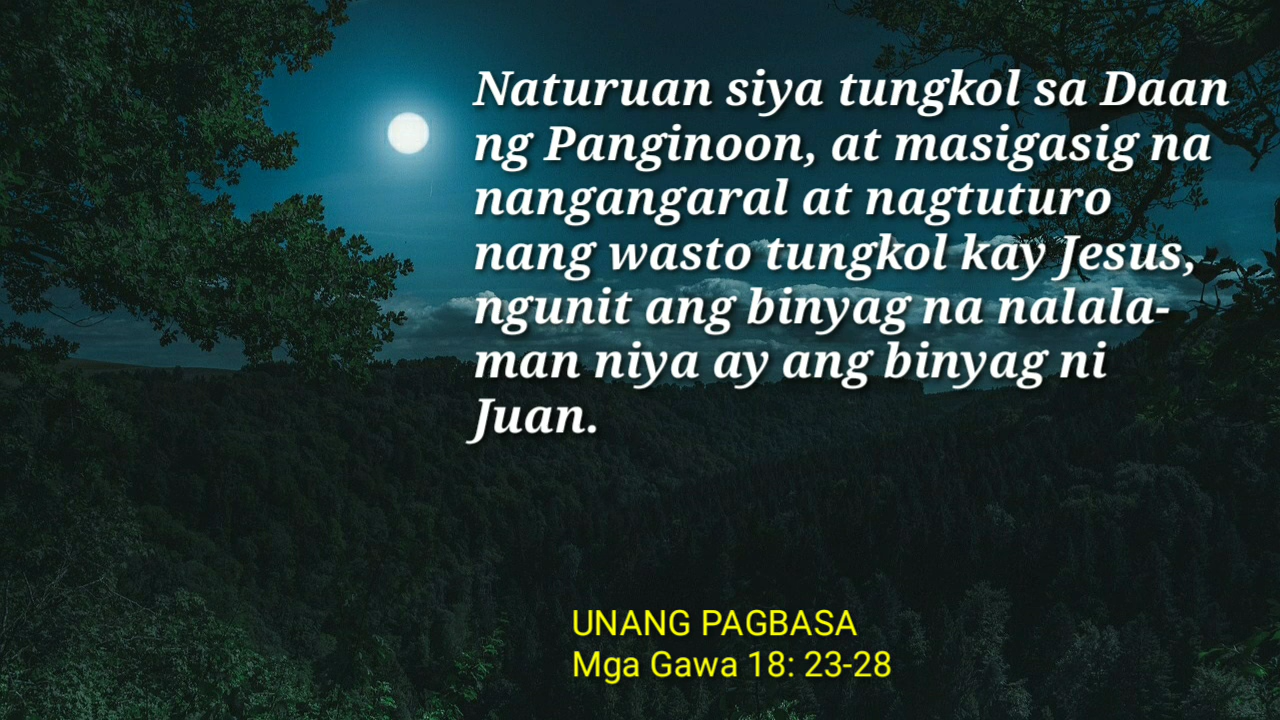 Naturuan siya tungkol sa Daan
ng Panginoon, at masigasig na
nangangaral at nagtuturo
nang wasto tungkol kay Jesus,
ngunit ang binyag na nalala-
man niya ay ang binyag ni
Juan.
UNANG PAGBASA
Mga Gawa 18: 23-28